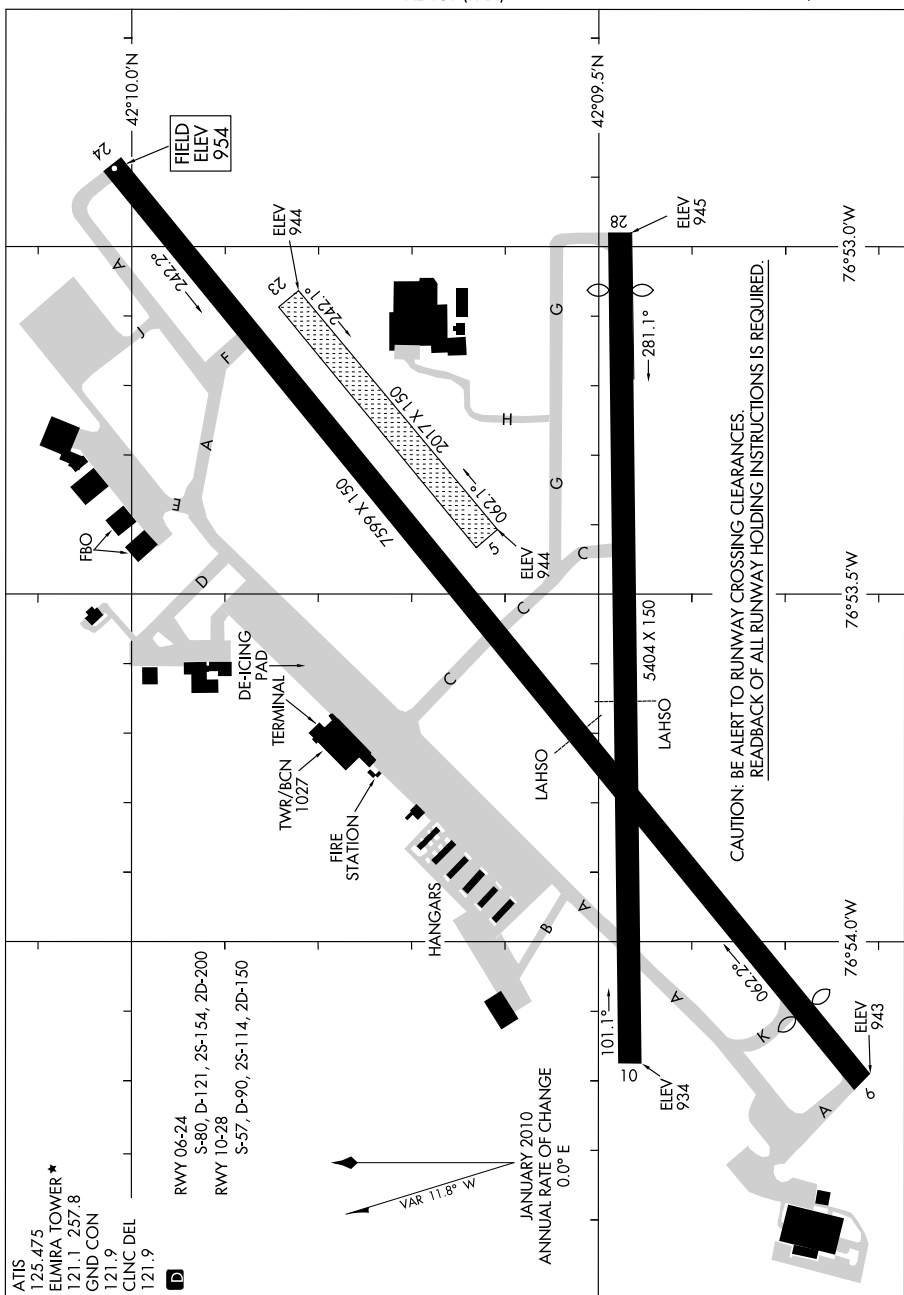 ATIS
125.475
ELMIRA TOWER ★
121.1 257.8
GND CON
121.9
CLNC DEL
121.9
D
RWY 06-24
S-80, D-121, 2S-154, 2D-200
RWY 10-28
S-57, D-90, 2S-114, 2D-150
VAR 11.8° W
JANUARY 2010
ANNUAL RATE OF CHANGE
0.0° E
FBO
DE-ICING
PAD
TERMINAL
TWR/BCN
1027
FIRE
STATION
HANGARS
24
FIELD
ELEV
954
242.2°
7599 X 150
062.2°
6
ELEV
943
23
ELEV
944
242.1°
2017 X 150
062.1°
5
ELEV
944
28
ELEV
945
281.1°
5404 X 150
101.1°
10
ELEV
934
LAHSO
LAHSO
A
J
F
A
E
D
C
C
C
G
G
H
B
A
A
K
A
42°10.0'N
42°09.5'N
76°53.0'W
76°53.5'W
76°54.0'W
CAUTION: BE ALERT TO RUNWAY CROSSING CLEARANCES.
READBACK OF ALL RUNWAY HOLDING INSTRUCTIONS IS REQUIRED.